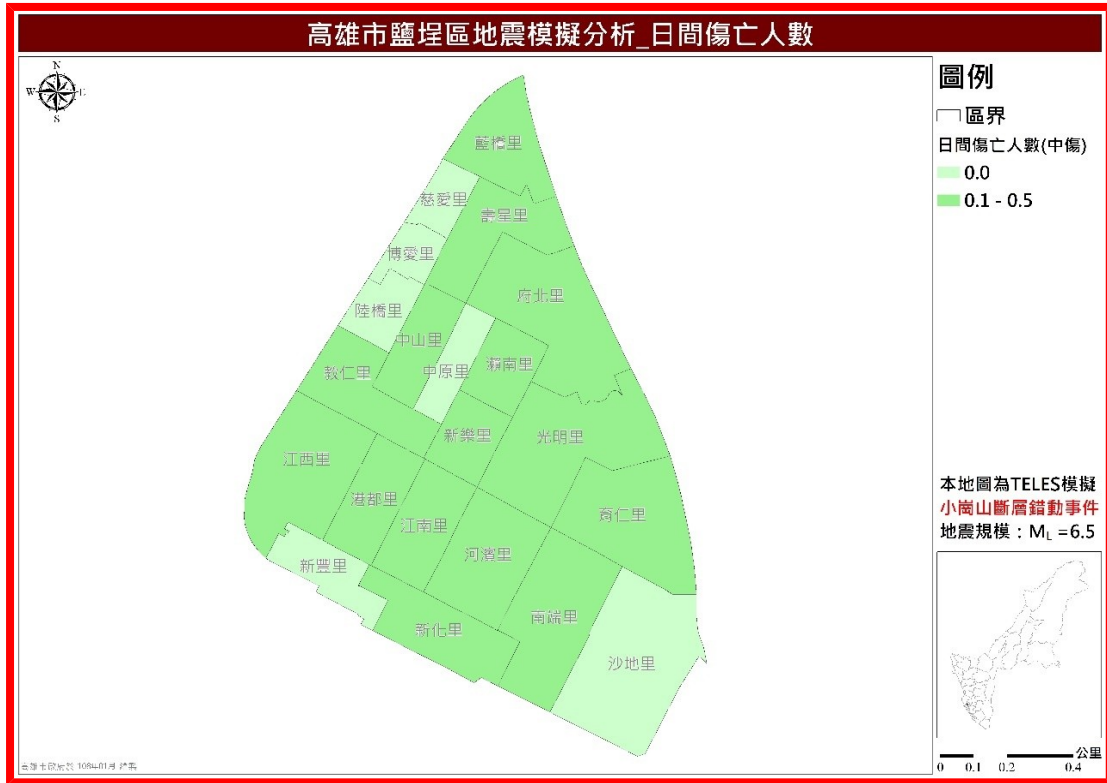 高雄市鹽埕區地震模擬分析_日間傷亡人數
N
W E
S
圖例
區界
日間傷亡人數(中傷)
0.0
0.1 - 0.5
藍橋里
慈愛里
壽星里
博愛里
府北里
陸橋里
中山里
中原里
瀨南里
教仁里
新樂里
光明里
江西里
港都里
江南里
育仁里
河濱里
新豐里
南端里
新化里
沙地里
本地圖為TELES模擬
小崗山斷層錯動事件
地震規模：ML =6.5
公里
0 0.1 0.2 0.4